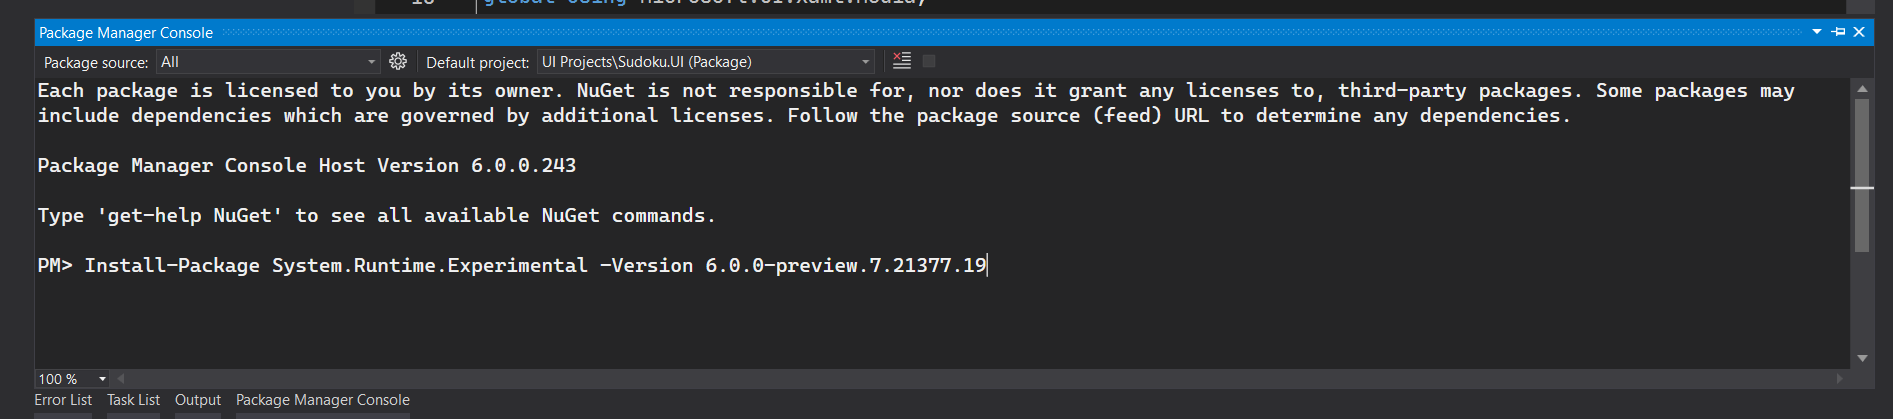 Package Manager Console
Package source: All Default project: UI Projects\Sudoku.UI (Package)
Each package is licensed to you by its owner. NuGet is not responsible for, nor does it grant any licenses to, third-party packages. Some packages may
include dependencies which are governed by additional licenses. Follow the package source (feed) URL to determine any dependencies.
Package Manager Console Host Version 6.0.0.243
Type 'get-help NuGet' to see all available NuGet commands.
PM> Install-Package System.Runtime.Experimental -Version 6.0.0-preview.7.21377.19
100 %
Error List Task List Output Package Manager Console